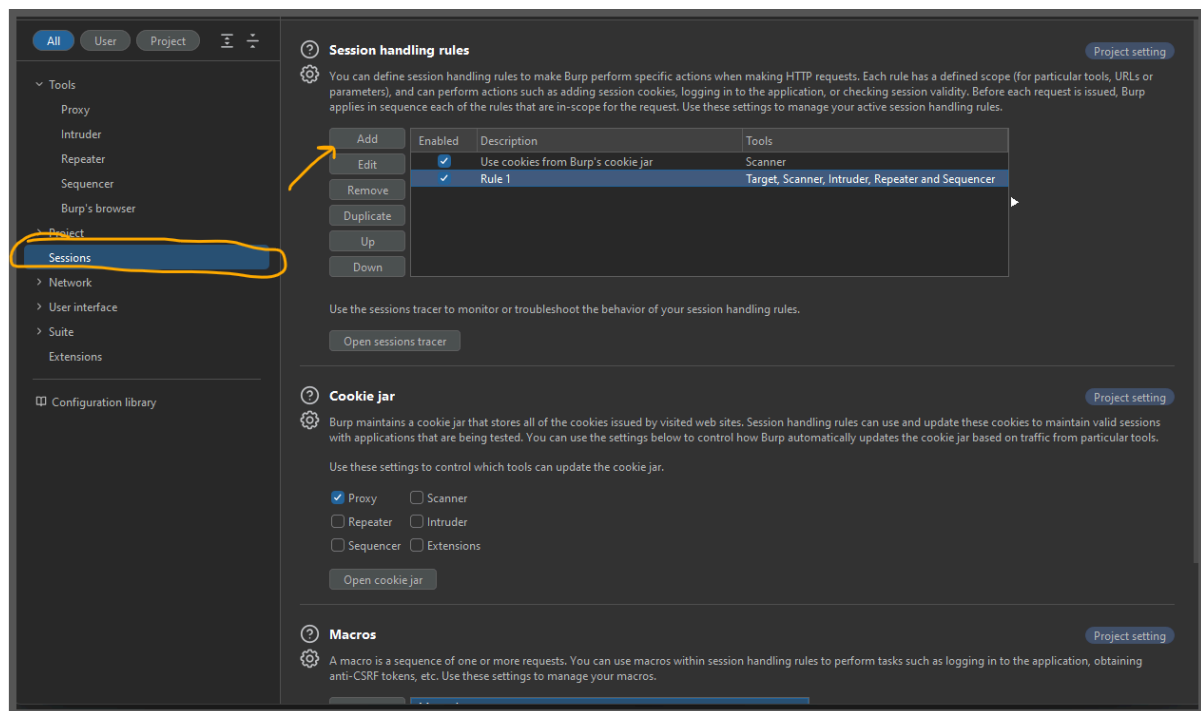 All User Project
Tools
Proxy
Intruder
Repeater
Sequencer
Burp's browser
Project
Sessions
Network
User interface
Suite
Extensions
Configuration library
Session handling rules
Project setting
You can define session handling rules to make Burp perform specific actions when making HTTP requests. Each rule has a defined scope (for particular tools, URLs or
parameters), and can perform actions such as adding session cookies, logging in to the application, or checking session validity. Before each request is issued, Burp
applies in sequence each of the rules that are in-scope for the request. Use these settings to manage your active session handling rules.
Add
Edit
Remove
Duplicate
Up
Down
Enabled Description Tools
Use cookies from Burp's cookie jar Scanner
Rule 1 Target, Scanner, Intruder, Repeater and Sequencer
Use the sessions tracer to monitor or troubleshoot the behavior of your session handling rules.
Open sessions tracer
Cookie jar
Project setting
Burp maintains a cookie jar that stores all of the cookies issued by visited web sites. Session handling rules can use and update these cookies to maintain valid sessions
with applications that are being tested. You can use the settings below to control how Burp automatically updates the cookie jar based on traffic from particular tools.
Use these settings to control which tools can update the cookie jar.
Proxy Scanner
Repeater Intruder
Sequencer Extensions
Open cookie jar
Macros
Project setting
A macro is a sequence of one or more requests. You can use macros within session handling rules to perform tasks such as logging in to the application, obtaining
anti-CSRF tokens, etc. Use these settings to manage your macros.